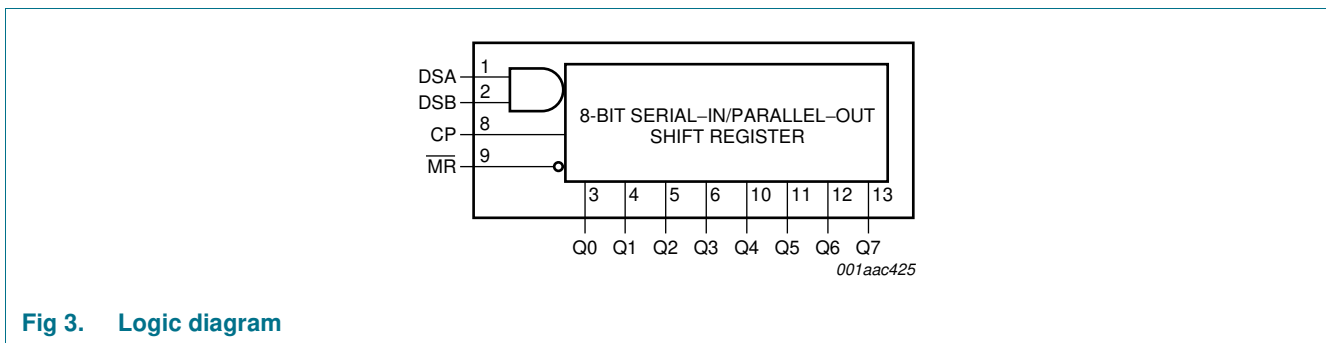 DSA 1
DSB 2
8-BIT SERIAL–IN/PARALLEL–OUT
SHIFT REGISTER
CP 8
M̅R̅ 9
3 4 5 6 10 11 12 13
Q0 Q1 Q2 Q3 Q4 Q5 Q6 Q7
001aac425
Fig 3. Logic diagram